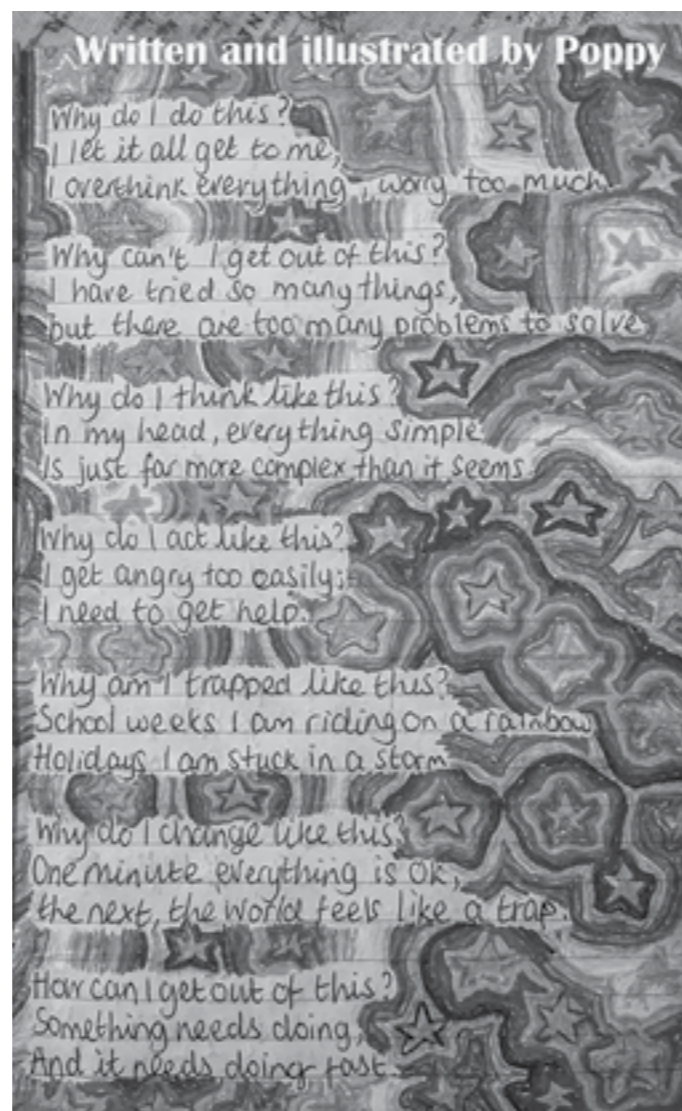 Written and illustrated by Poppy
Why do I do this?
I let it all get to me,
I overthink everything, worry too much.
Why can't I get out of this?
I have tried so many things,
but there are too many problems to solve.
Why do I think like this?
In my head, everything simple
Is just far more complex than it seems
Why do I act like this?
I get angry too easily;
I need to get help.
Why am I trapped like this?
School weeks I am riding on a rainbow
Holidays I am stuck in a storm
Why do I change like this?
One minute everything is ok,
the next, the world feels like a trap.
How can I get out of this?
Something needs doing,
And it needs doing fast.